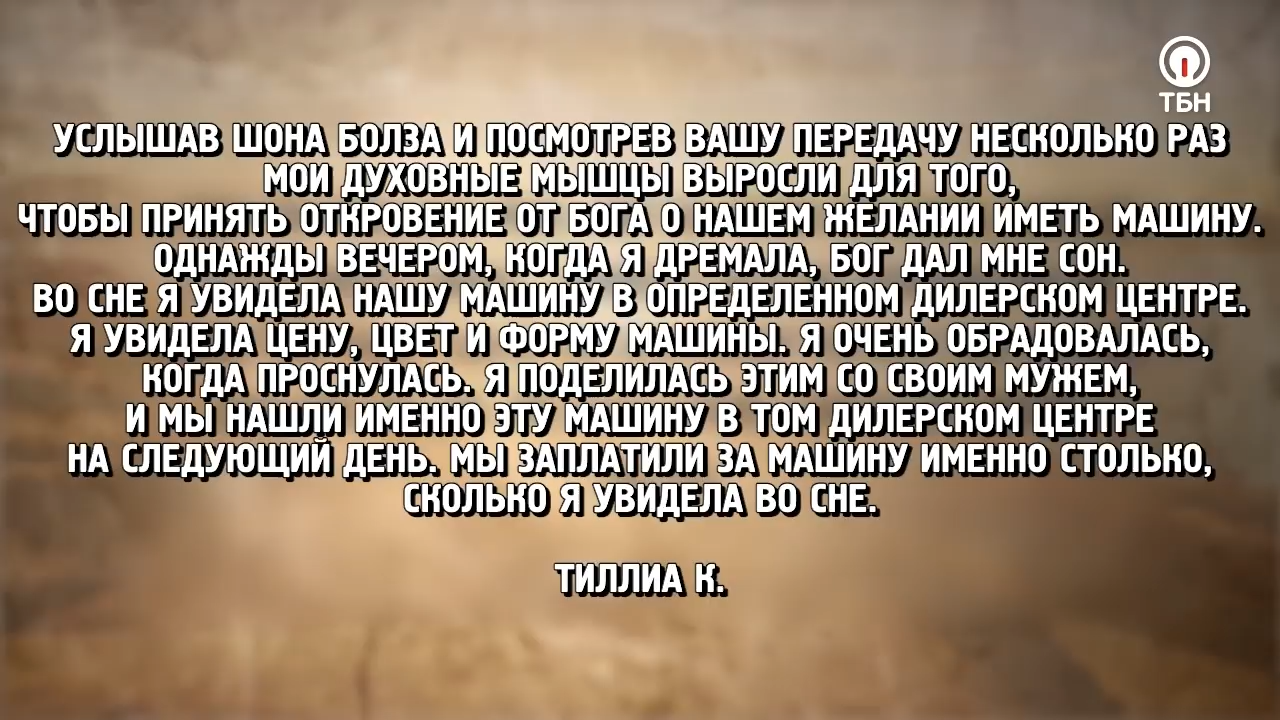 ТБН
УСЛЫШАВ ШОНА БОЛЗА И ПОСМОТРЕВ ВАШУ ПЕРЕДАЧУ НЕСКОЛЬКО РАЗ
МОИ ДУХОВНЫЕ МЫШЦЫ ВЫРОСЛИ ДЛЯ ТОГО,
ЧТОБЫ ПРИНЯТЬ ОТКРОВЕНИЕ ОТ БОГА О НАШЕМ ЖЕЛАНИИ ИМЕТЬ МАШИНУ.
ОДНАЖДЫ ВЕЧЕРОМ, КОГДА Я ДРЕМАЛА, БОГ ДАЛ МНЕ СОН.
ВО СНЕ Я УВИДЕЛА НАШУ МАШИНУ В ОПРЕДЕЛЕННОМ ДИЛЕРСКОМ ЦЕНТРЕ.
Я УВИДЕЛА ЦЕНУ, ЦВЕТ И ФОРМУ МАШИНЫ. Я ОЧЕНЬ ОБРАДОВАЛАСЬ,
КОГДА ПРОСНУЛАСЬ. Я ПОДЕЛИЛАСЬ ЭТИМ СО СВОИМ МУЖЕМ,
И МЫ НАШЛИ ИМЕННО ЭТУ МАШИНУ В ТОМ ДИЛЕРСКОМ ЦЕНТРЕ
НА СЛЕДУЮЩИЙ ДЕНЬ. МЫ ЗАПЛАТИЛИ ЗА МАШИНУ ИМЕННО СТОЛЬКО,
СКОЛЬКО Я УВИДЕЛА ВО СНЕ.
ТИЛЛИА К.